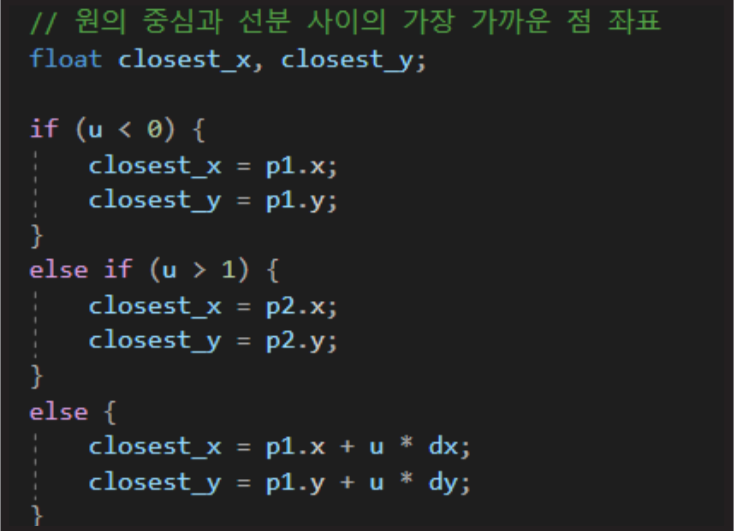 // 원의 중심과 선분 사이의 가장 가까운 점 좌표
float closest_x, closest_y;
if (u < 0) {
closest_x = p1.x;
closest_y = p1.y;
}
else if (u > 1) {
closest_x = p2.x;
closest_y = p2.y;
}
else {
closest_x = p1.x + u * dx;
closest_y = p1.y + u * dy;
}